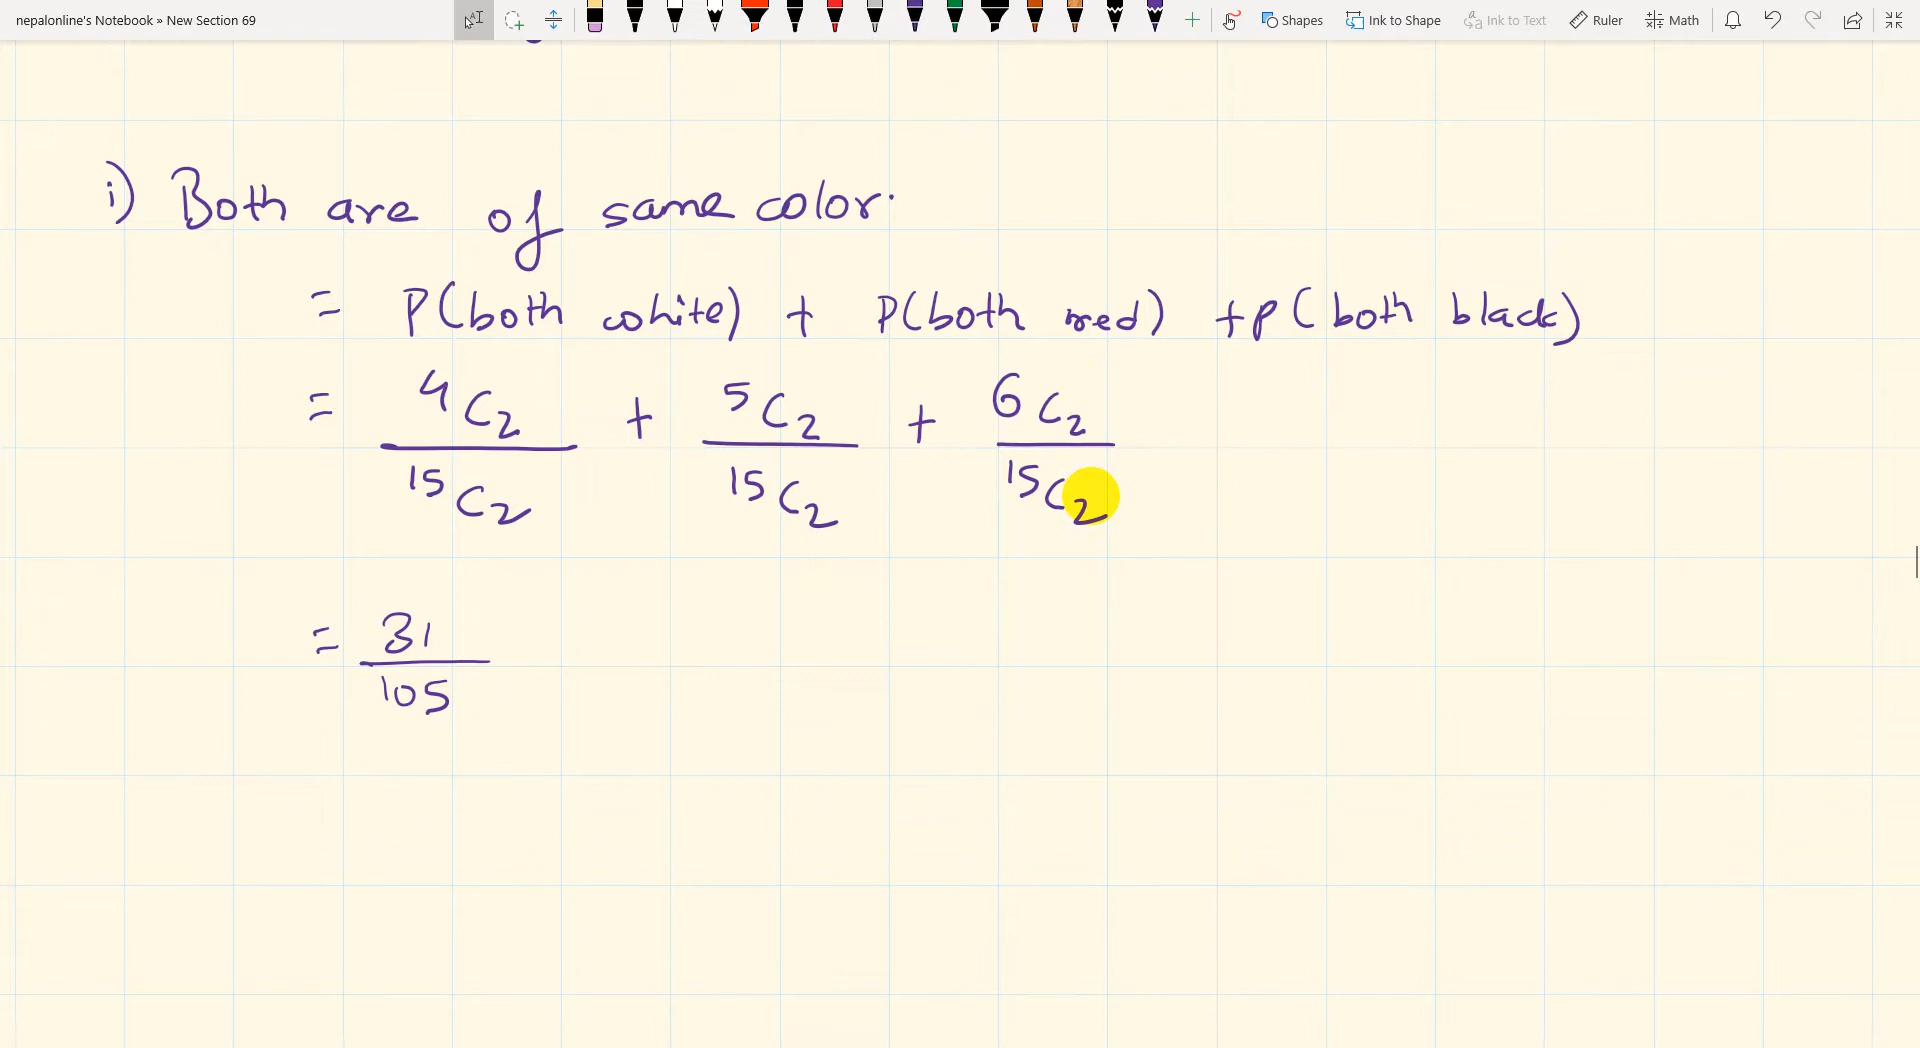 nepalonline's Notebook » New Section 69 Shapes Ink to Shape Ink to Text Ruler Math
i) Both are of same color.
= P(both white) + P(both red) + P(both black)
= ⁴C₂/¹⁵C₂ + ⁵C₂/¹⁵C₂ + ⁶C₂/¹⁵C₂
= 31/105